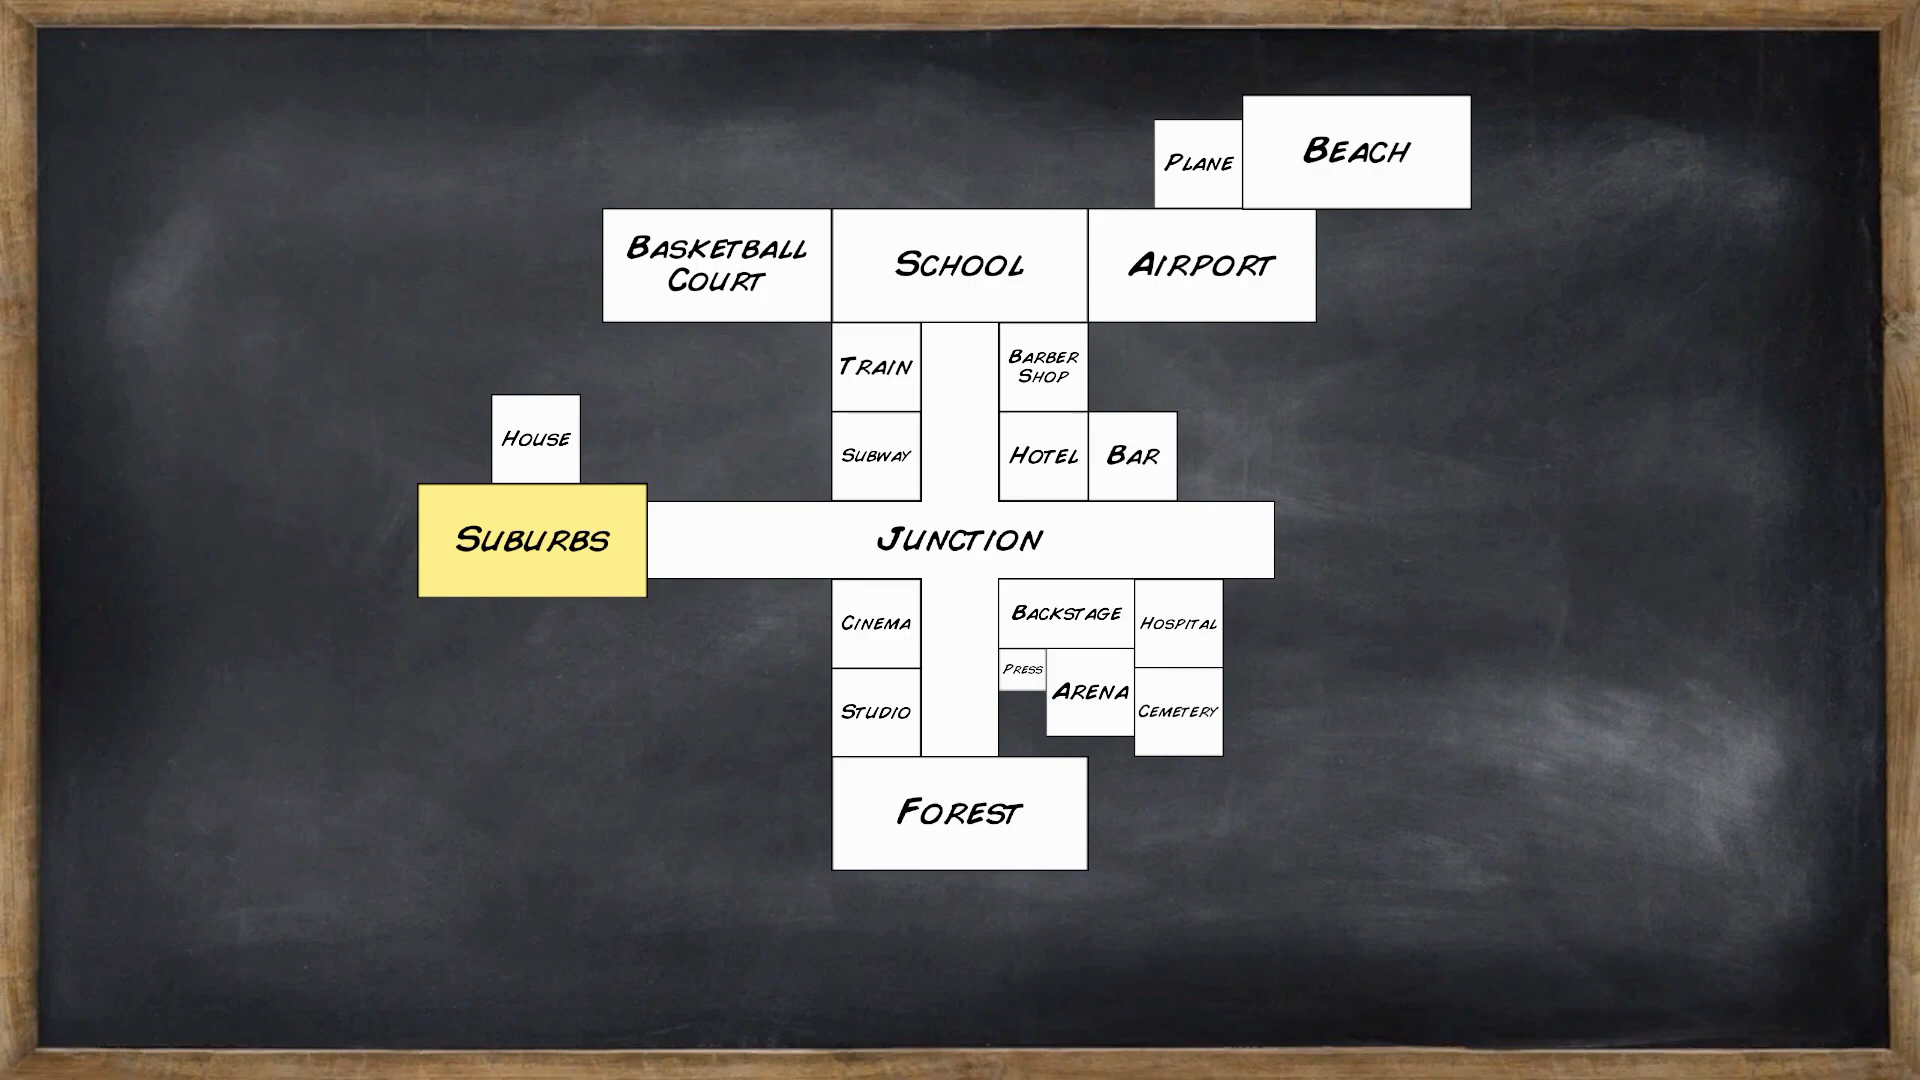 Beach
Plane
Basketball
Court
School
Airport
Train
Barber
Shop
House
Subway
Hotel
Bar
Suburbs
Junction
Cinema
Backstage
Hospital
Press
Arena
Studio
Cemetery
Forest